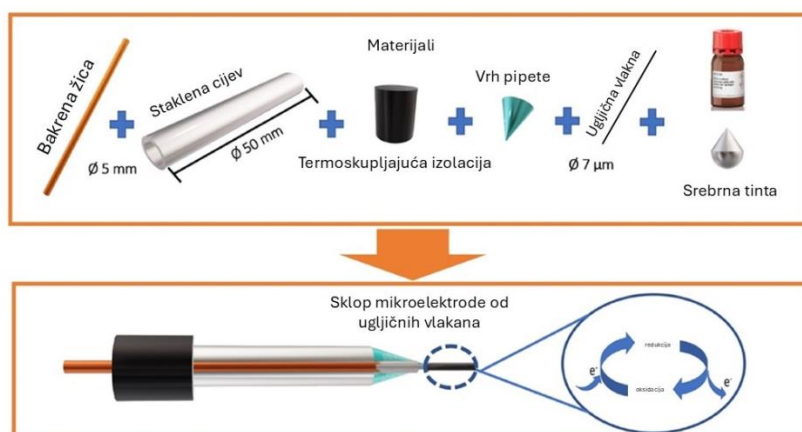 Materijali
Bakrena žica
Ø 5 mm
Staklena cijev
Ø 50 mm
Termoskupljajuća izolacija
Vrh pipete
Ugljična vlakna
Ø 7 µm
Srebrna tinta
Sklop mikroelektrode od
ugljičnih vlakana
redukcija
e-
oksidacija
e-